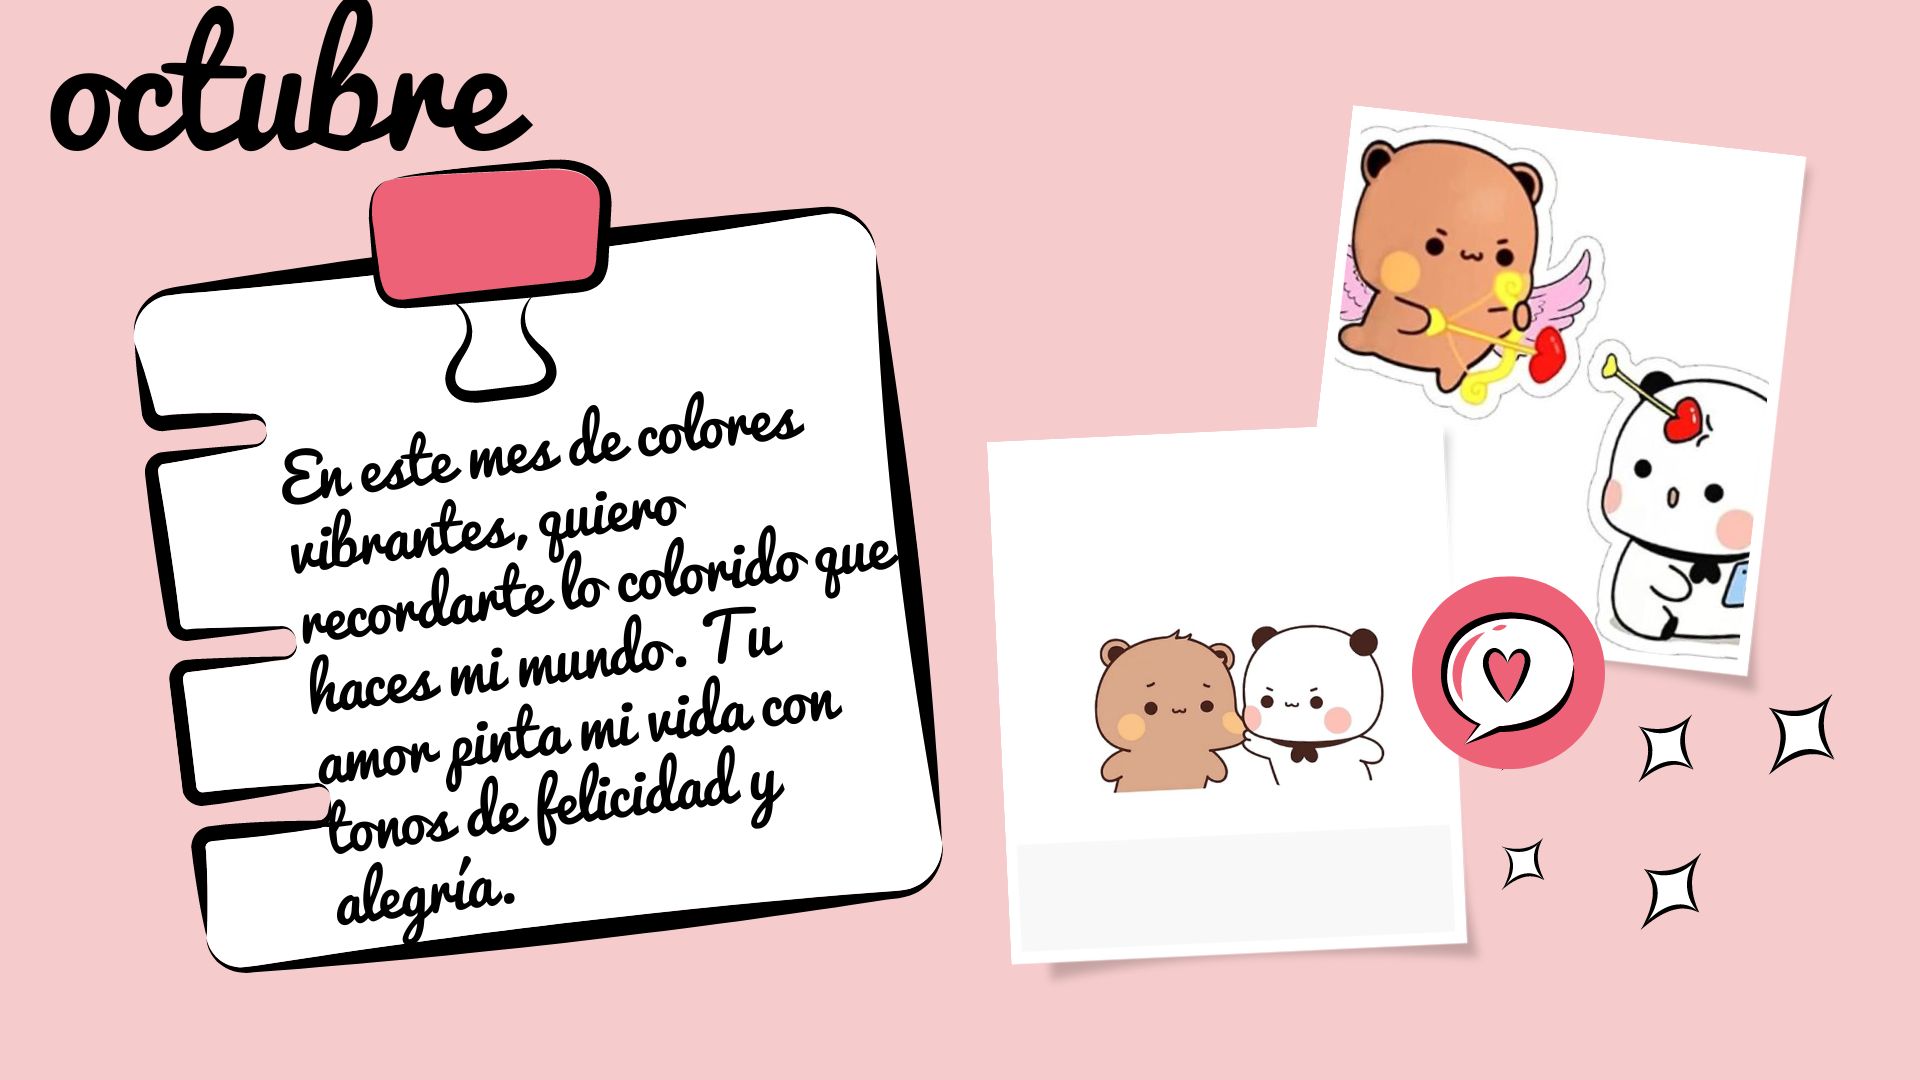 octubre
En este mes de colores
vibrantes, quiero
recordarte lo colorido que
haces mi mundo. Tu
amor pinta mi vida con
tonos de felicidad y
alegría.